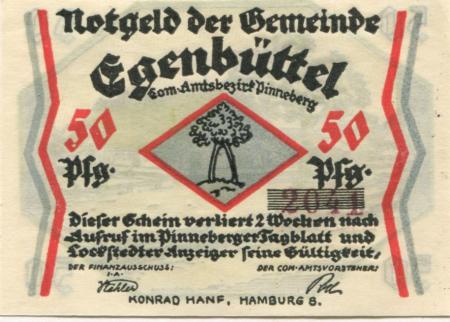 Notgeld der Gemeinde
Egenbüttel
Com. Amtsbezirk Pinneberg
50 50
Pfg. Pfg.
2041
Dieser Schein verliert 2 Wochen nach
Aufruf im Pinneberger Tagblatt und
Lockstedter Anzeiger seine Gültigkeit.
DER FINANZAUSSCHUSS: DER COM-AMTSVORSTEHER:
I.A.
KONRAD HANF, HAMBURG 8.